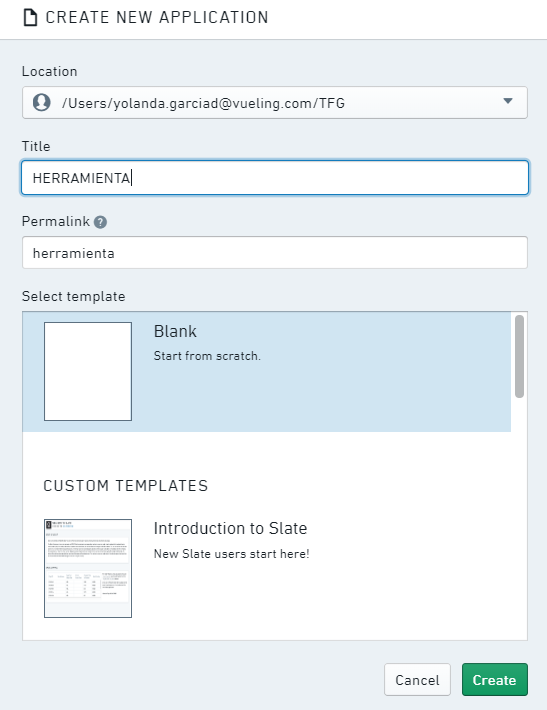 CREATE NEW APPLICATION
Location
/Users/yolanda.garciad@vueling.com/TFG
Title
HERRAMIENTA
Permalink ?
herramienta
Select template
Blank
Start from scratch.
CUSTOM TEMPLATES
Introduction to Slate
New Slate users start here!
Cancel
Create